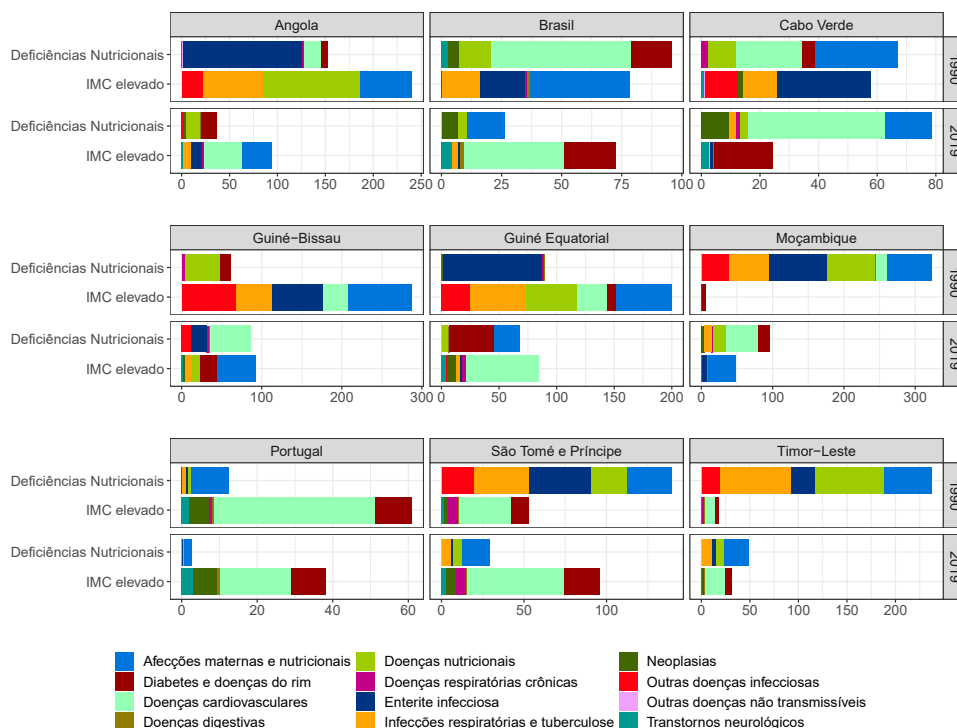 Angola Brasil Cabo Verde
Deficiências Nutricionais
IMC elevado
1990
Deficiências Nutricionais
IMC elevado
2019
0 50 100 150 200 250 0 25 50 75 100 0 20 40 60 80
Guiné−Bissau Guiné Equatorial Moçambique
Deficiências Nutricionais
IMC elevado
1990
Deficiências Nutricionais
IMC elevado
2019
0 100 200 300 0 50 100 150 200 0 100 200 300
Portugal São Tomé e Príncipe Timor−Leste
Deficiências Nutricionais
IMC elevado
1990
Deficiências Nutricionais
IMC elevado
2019
0 20 40 60 0 50 100 0 50 100 150 200
Afecções maternas e nutricionais Doenças nutricionais Neoplasias
Diabetes e doenças do rim Doenças respiratórias crônicas Outras doenças infecciosas
Doenças cardiovasculares Enterite infecciosa Outras doenças não transmissíveis
Doenças digestivas Infecções respiratórias e tuberculose Transtornos neurológicos